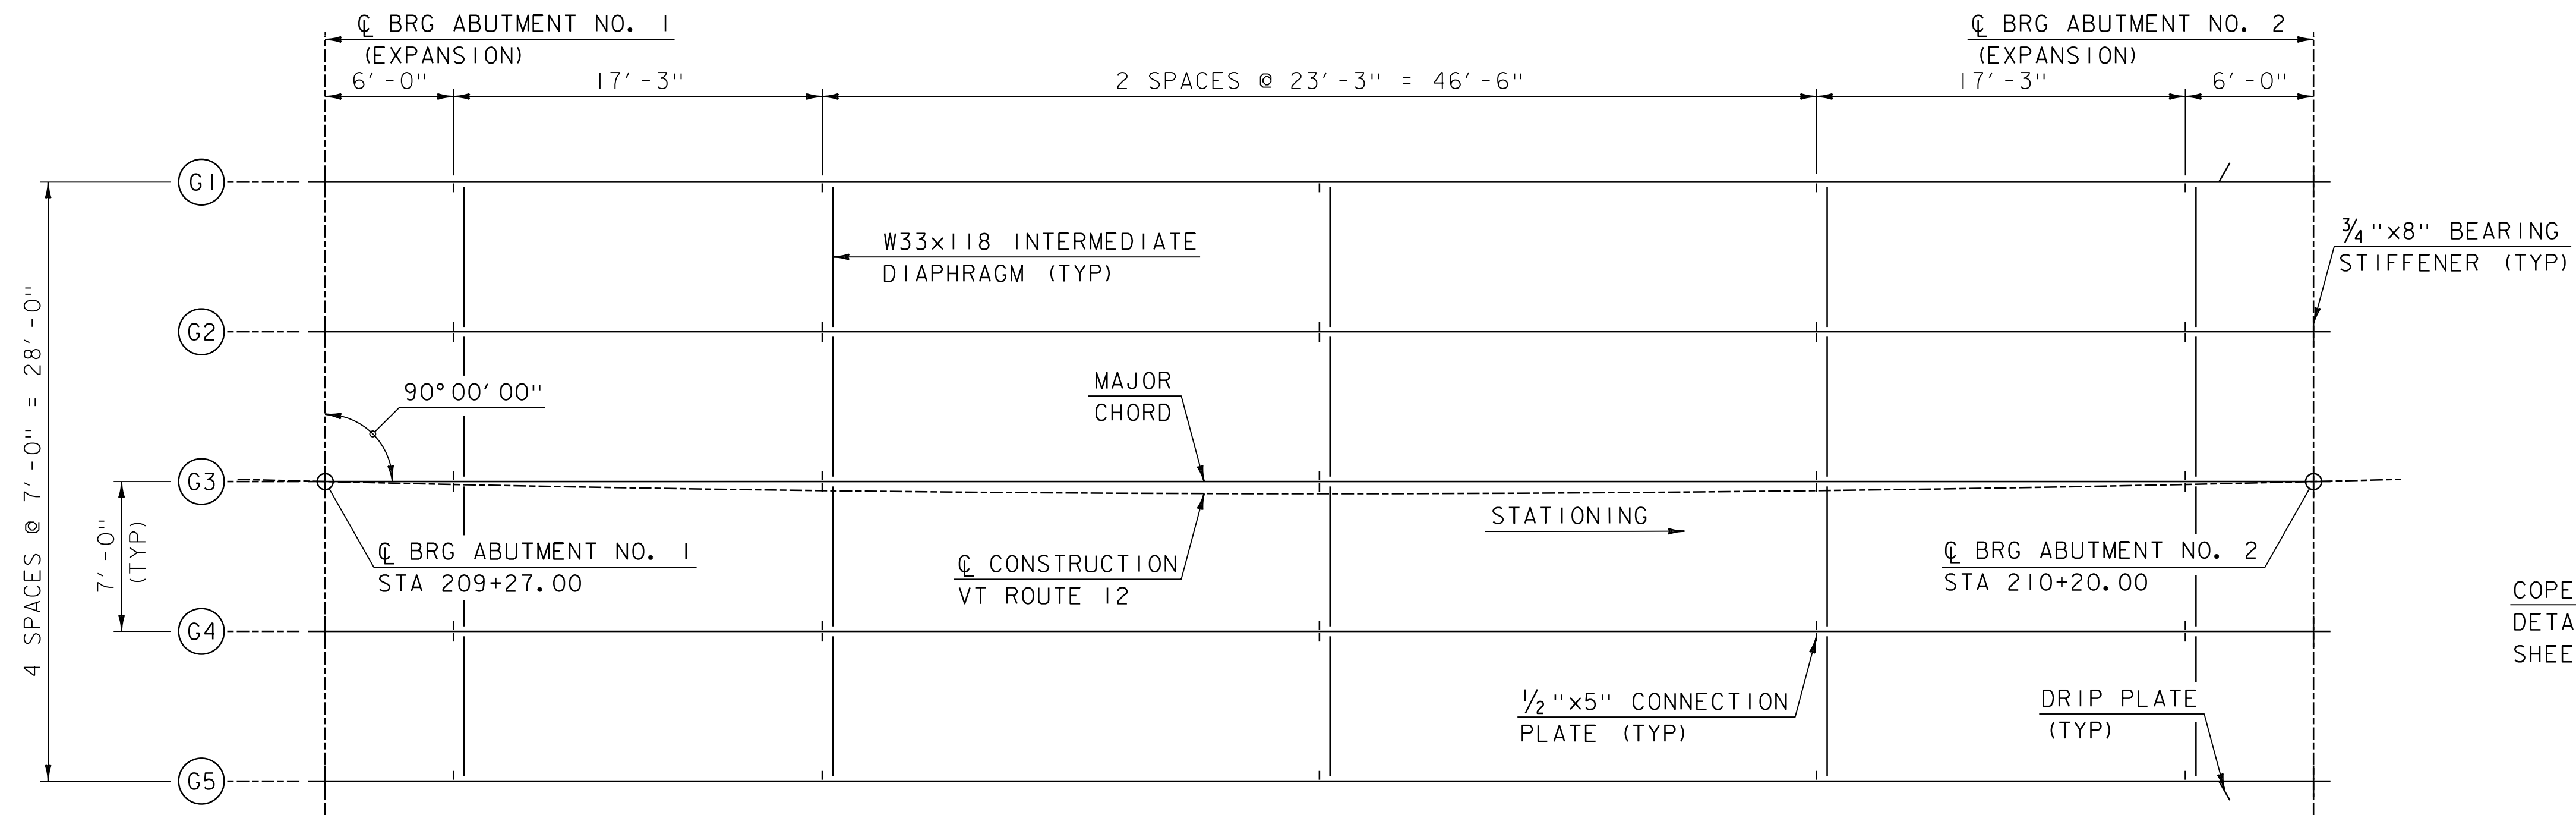 ℄ BRG ABUTMENT NO. 1
(EXPANSION)
℄ BRG ABUTMENT NO. 2
(EXPANSION)
6'-0"
17'-3"
2 SPACES @ 23'-3" = 46'-6"
17'-3"
6'-0"
G1
W33x118 INTERMEDIATE
DIAPHRAGM (TYP)
3/4"x8" BEARING
STIFFENER (TYP)
4 SPACES @ 7'-0" = 28'-0"
G2
90°00'00"
MAJOR
CHORD
G3
7'-0"
(TYP)
STATIONING
℄ BRG ABUTMENT NO. 1
STA 209+27.00
℄ CONSTRUCTION
VT ROUTE 12
℄ BRG ABUTMENT NO. 2
STA 210+20.00
COPE
DETA
SHEE
G4
1/2"x5" CONNECTION
PLATE (TYP)
DRIP PLATE
(TYP)
G5